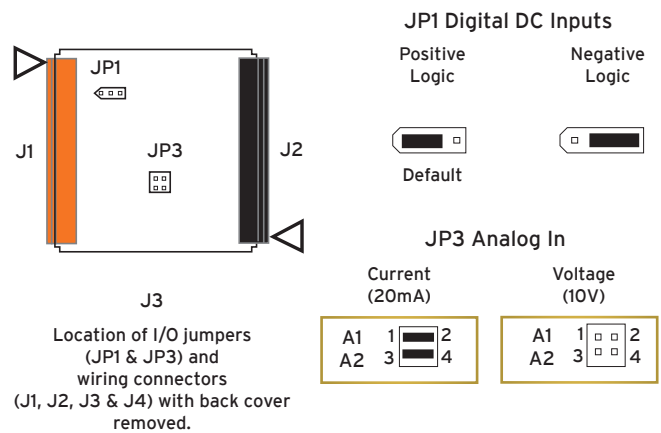 JP1
J1
JP3
J2
J3
Location of I/O jumpers
(JP1 & JP3) and
wiring connectors
(J1, J2, J3 & J4) with back cover
removed.
JP1 Digital DC Inputs
Positive
Logic
Negative
Logic
Default
JP3 Analog In
Current
(20mA)
Voltage
(10V)
A1 1 2
A2 3 4
A1 1 2
A2 3 4